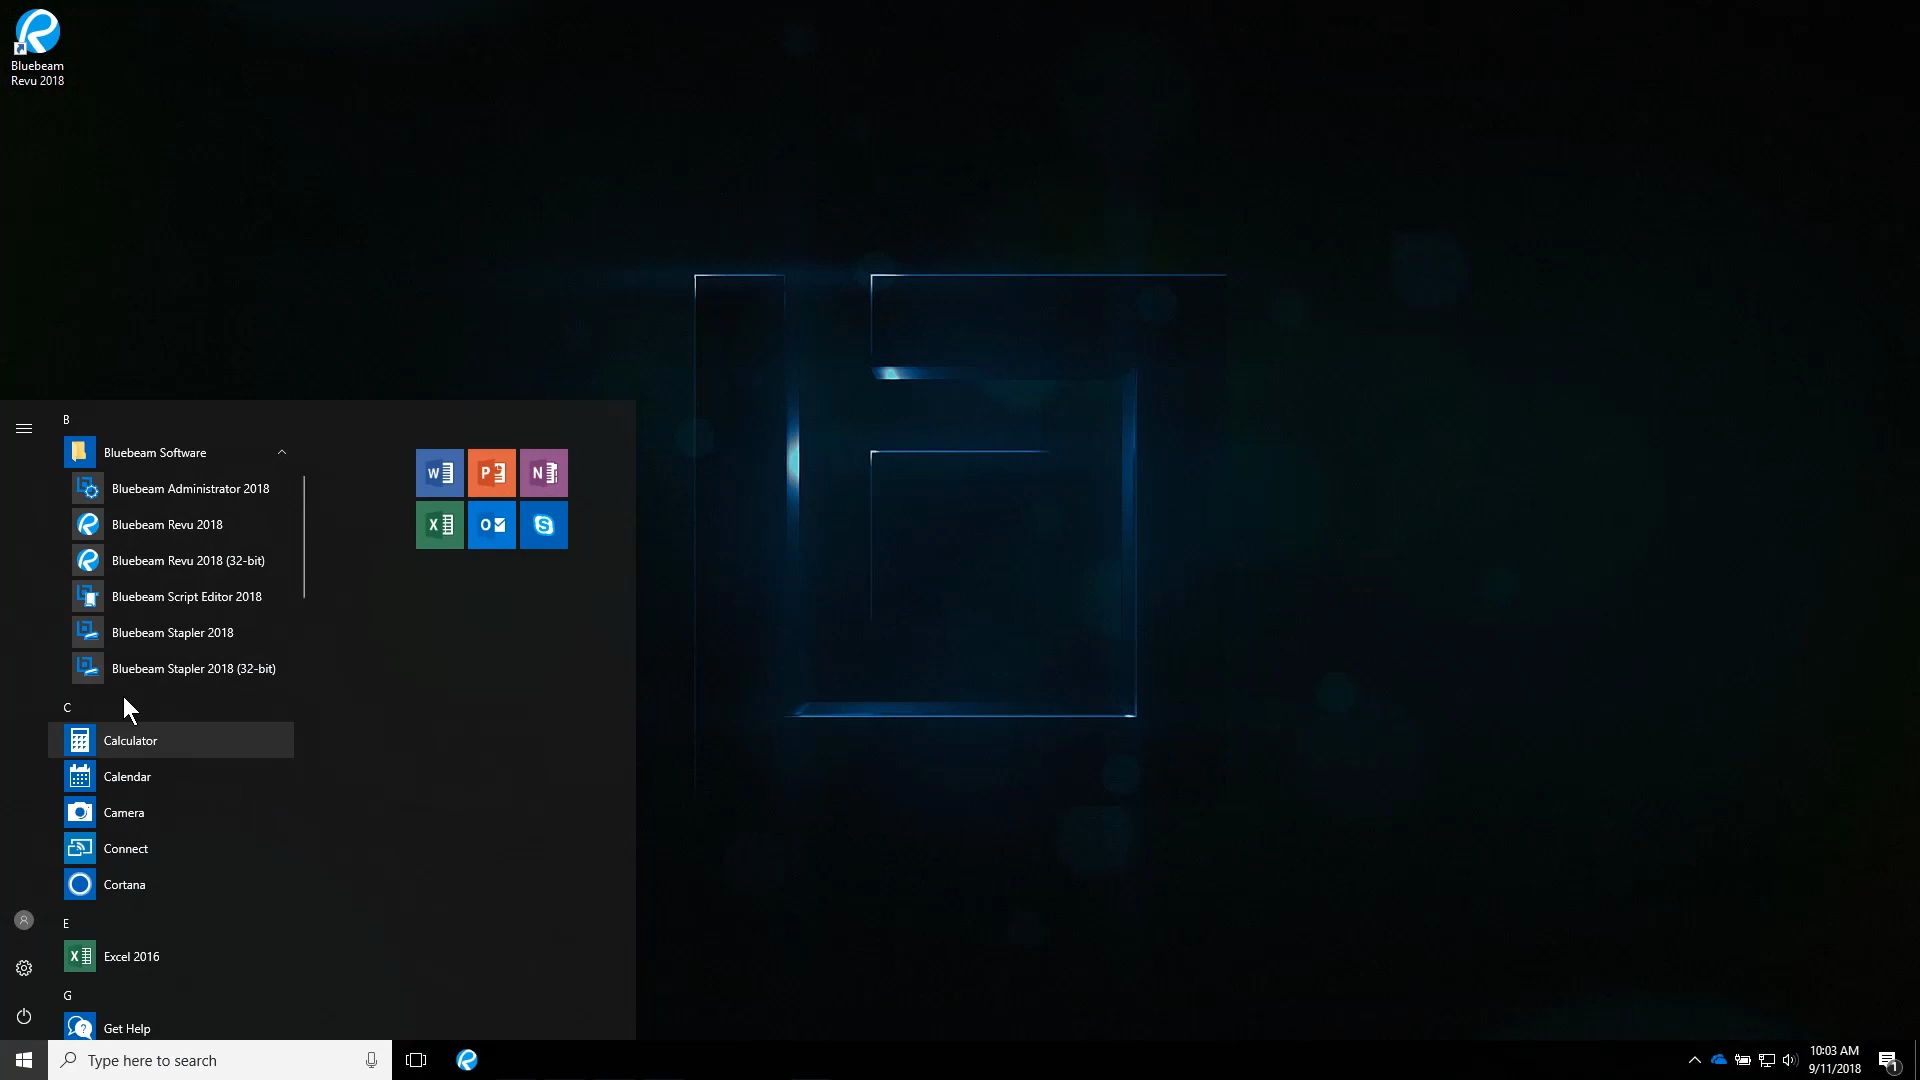 Bluebeam
Revu 2018
B
Bluebeam Software
Bluebeam Administrator 2018
Bluebeam Revu 2018
Bluebeam Revu 2018 (32-bit)
Bluebeam Script Editor 2018
Bluebeam Stapler 2018
Bluebeam Stapler 2018 (32-bit)
C
Calculator
Calendar
Camera
Connect
Cortana
E
Excel 2016
G
Get Help
Type here to search
10:03 AM
9/11/2018
1